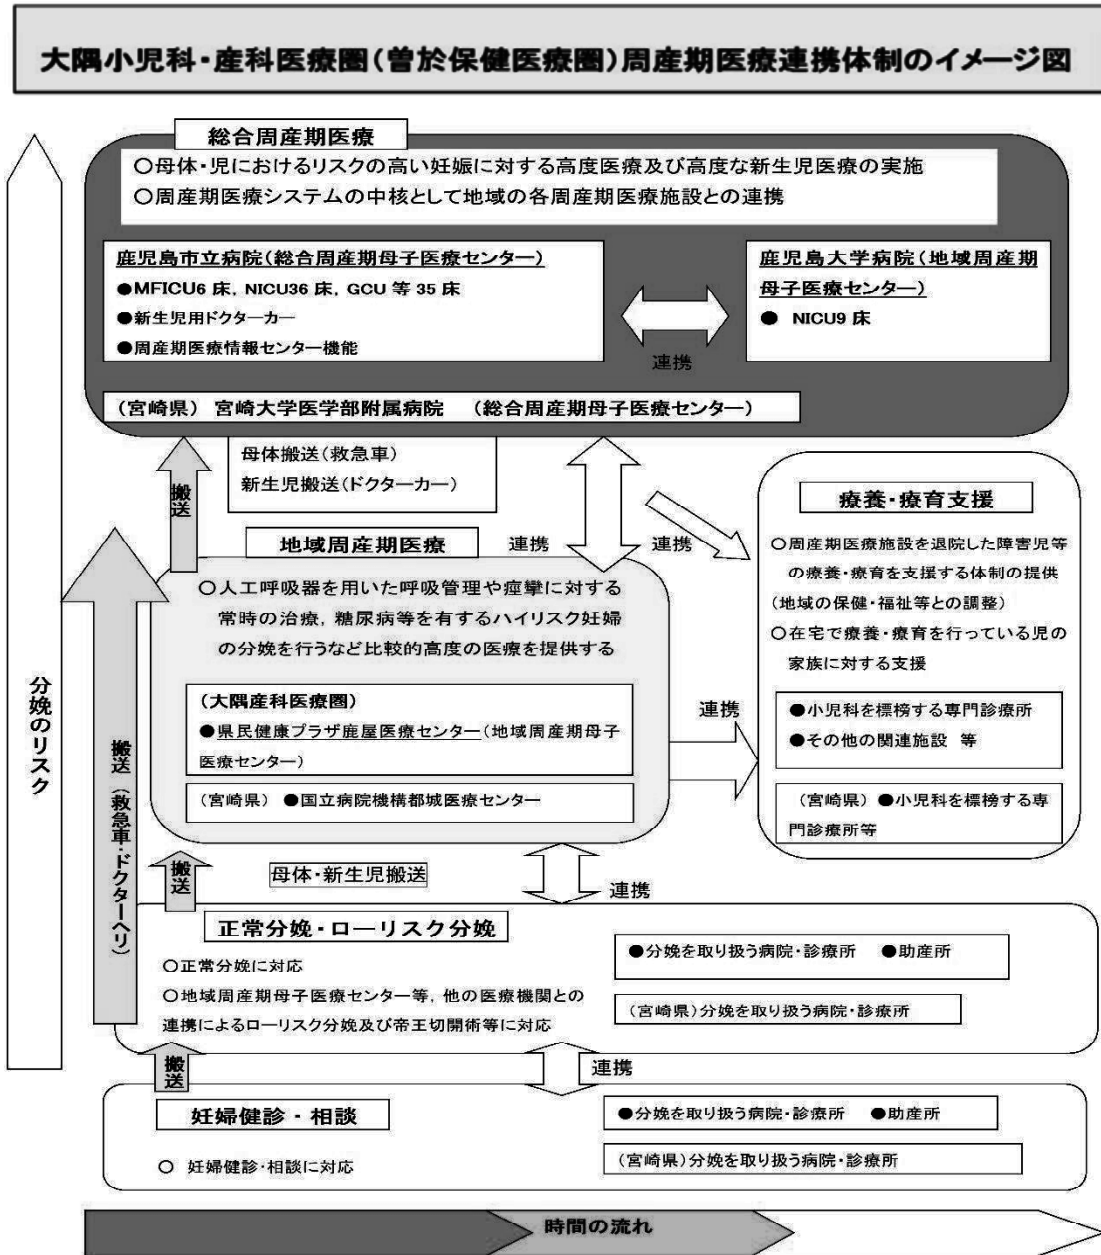 大隅小児科・産科医療圏（曽於保健医療圏）周産期医療連携体制のイメージ図
総合周産期医療
○母体・児におけるリスクの高い妊娠に対する高度医療及び高度な新生児医療の実施
○周産期医療システムの中核として地域の各周産期医療施設との連携
鹿児島市立病院（総合周産期母子医療センター）
●MFICU6 床，NICU36 床，GCU 等 35 床
●新生児用ドクターカー
●周産期医療情報センター機能
連携
鹿児島大学病院（地域周産期
母子医療センター）
● NICU9 床
（宮崎県） 宮崎大学医学部附属病院 （総合周産期母子医療センター）
搬送
母体搬送（救急車）
新生児搬送（ドクターカー）
連携
連携
地域周産期医療
○人工呼吸器を用いた呼吸管理や痙攣に対する
常時の治療，糖尿病等を有するハイリスク妊婦
の分娩を行うなど比較的高度の医療を提供する
（大隅産科医療圏）
●県民健康プラザ鹿屋医療センター（地域周産期母子
医療センター）
（宮崎県） ●国立病院機構都城医療センター
連携
療養・療育支援
○周産期医療施設を退院した障害児等
の療養・療育を支援する体制の提供
（地域の保健・福祉等との調整）
○在宅で療養・療育を行っている児の
家族に対する支援
●小児科を標榜する専門診療所
●その他の関連施設 等
（宮崎県） ●小児科を標榜する専
門診療所等
分娩のリスク
搬送（救急車・ドクターヘリ）
搬送
母体・新生児搬送
連携
正常分娩・ローリスク分娩
○正常分娩に対応
○地域周産期母子医療センター等，他の医療機関との
連携によるローリスク分娩及び帝王切開術等に対応
●分娩を取り扱う病院・診療所 ●助産所
（宮崎県）分娩を取り扱う病院・診療所
搬送
連携
妊婦健診・相談
○ 妊婦健診・相談に対応
●分娩を取り扱う病院・診療所 ●助産所
（宮崎県）分娩を取り扱う病院・診療所
時間の流れ